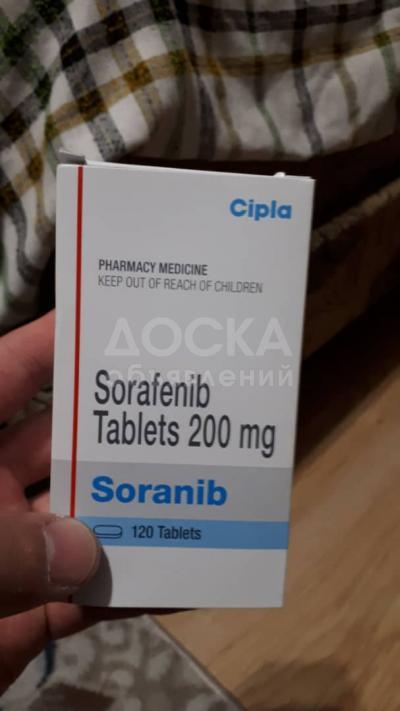 Cipla
PHARMACY MEDICINE
KEEP OUT OF REACH OF CHILDREN
ДОСКА
объявлений
Sorafenib
Tablets 200 mg
Soranib
120 Tablets